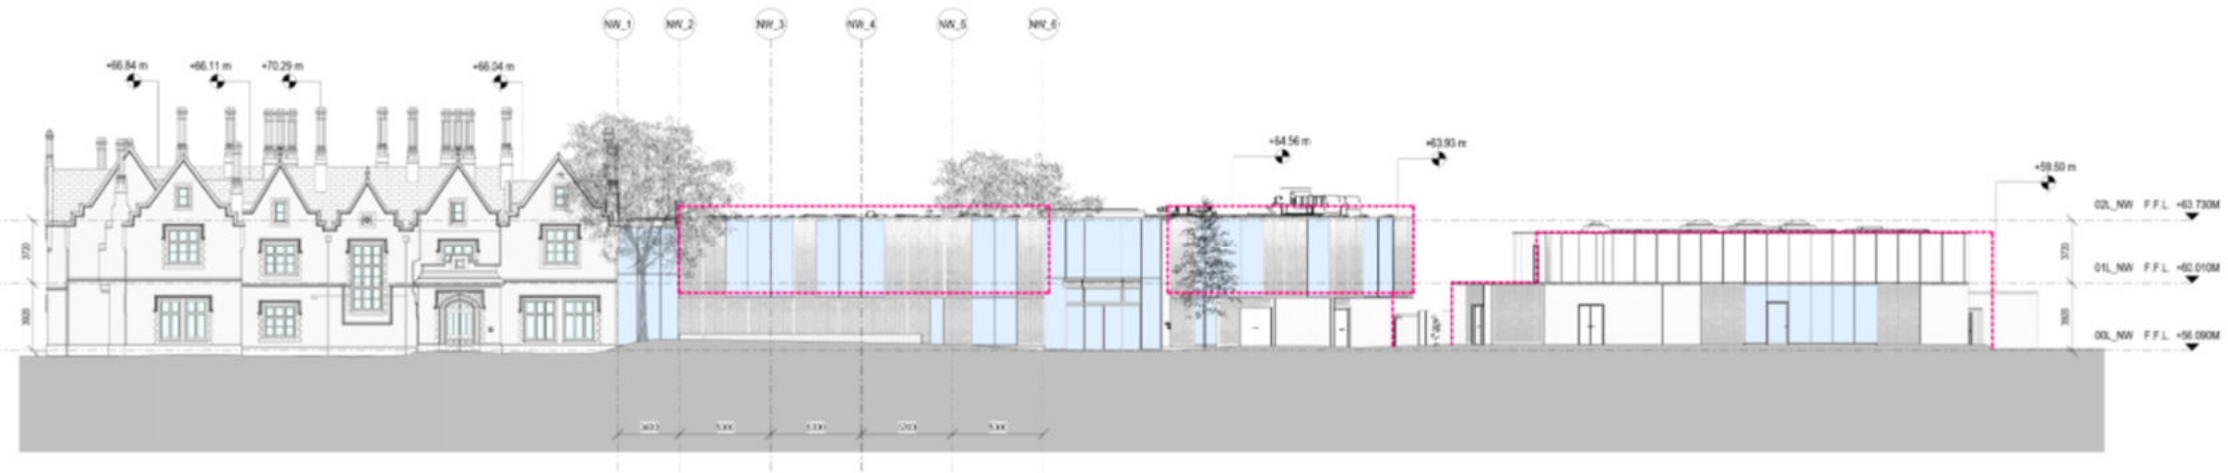 NW_1 NW_2 NW_3 NW_4 NW_5 NW_6
+66.84 m +66.11 m +70.29 m +66.04 m
+64.56 m +63.93 m
+59.50 m
02L_NW F.F.L. +63.730M
3720 3720
01L_NW F.F.L. +60.010M
3920 3920
00L_NW F.F.L. +56.090M